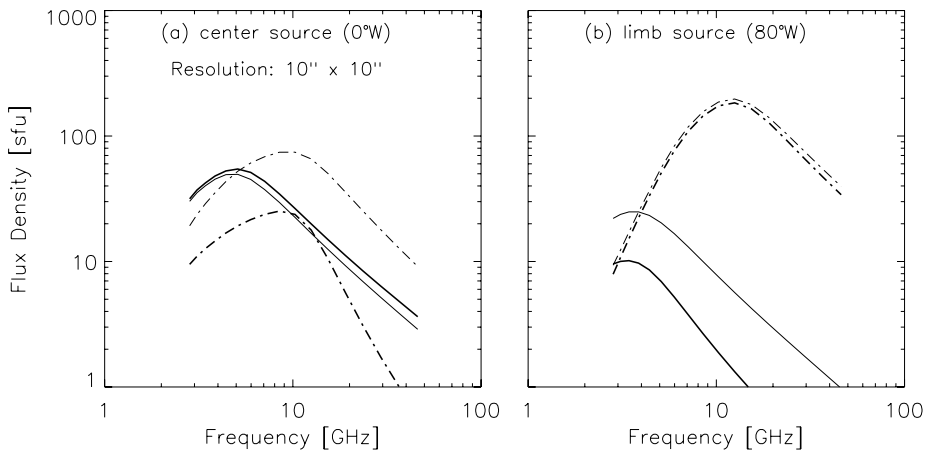 (a) center source (0°W)
Resolution: 10" x 10"
1000
100
10
1
Flux Density [sfu]
1
10
100
Frequency [GHz]
(b) limb source (80°W)
1
10
100
Frequency [GHz]